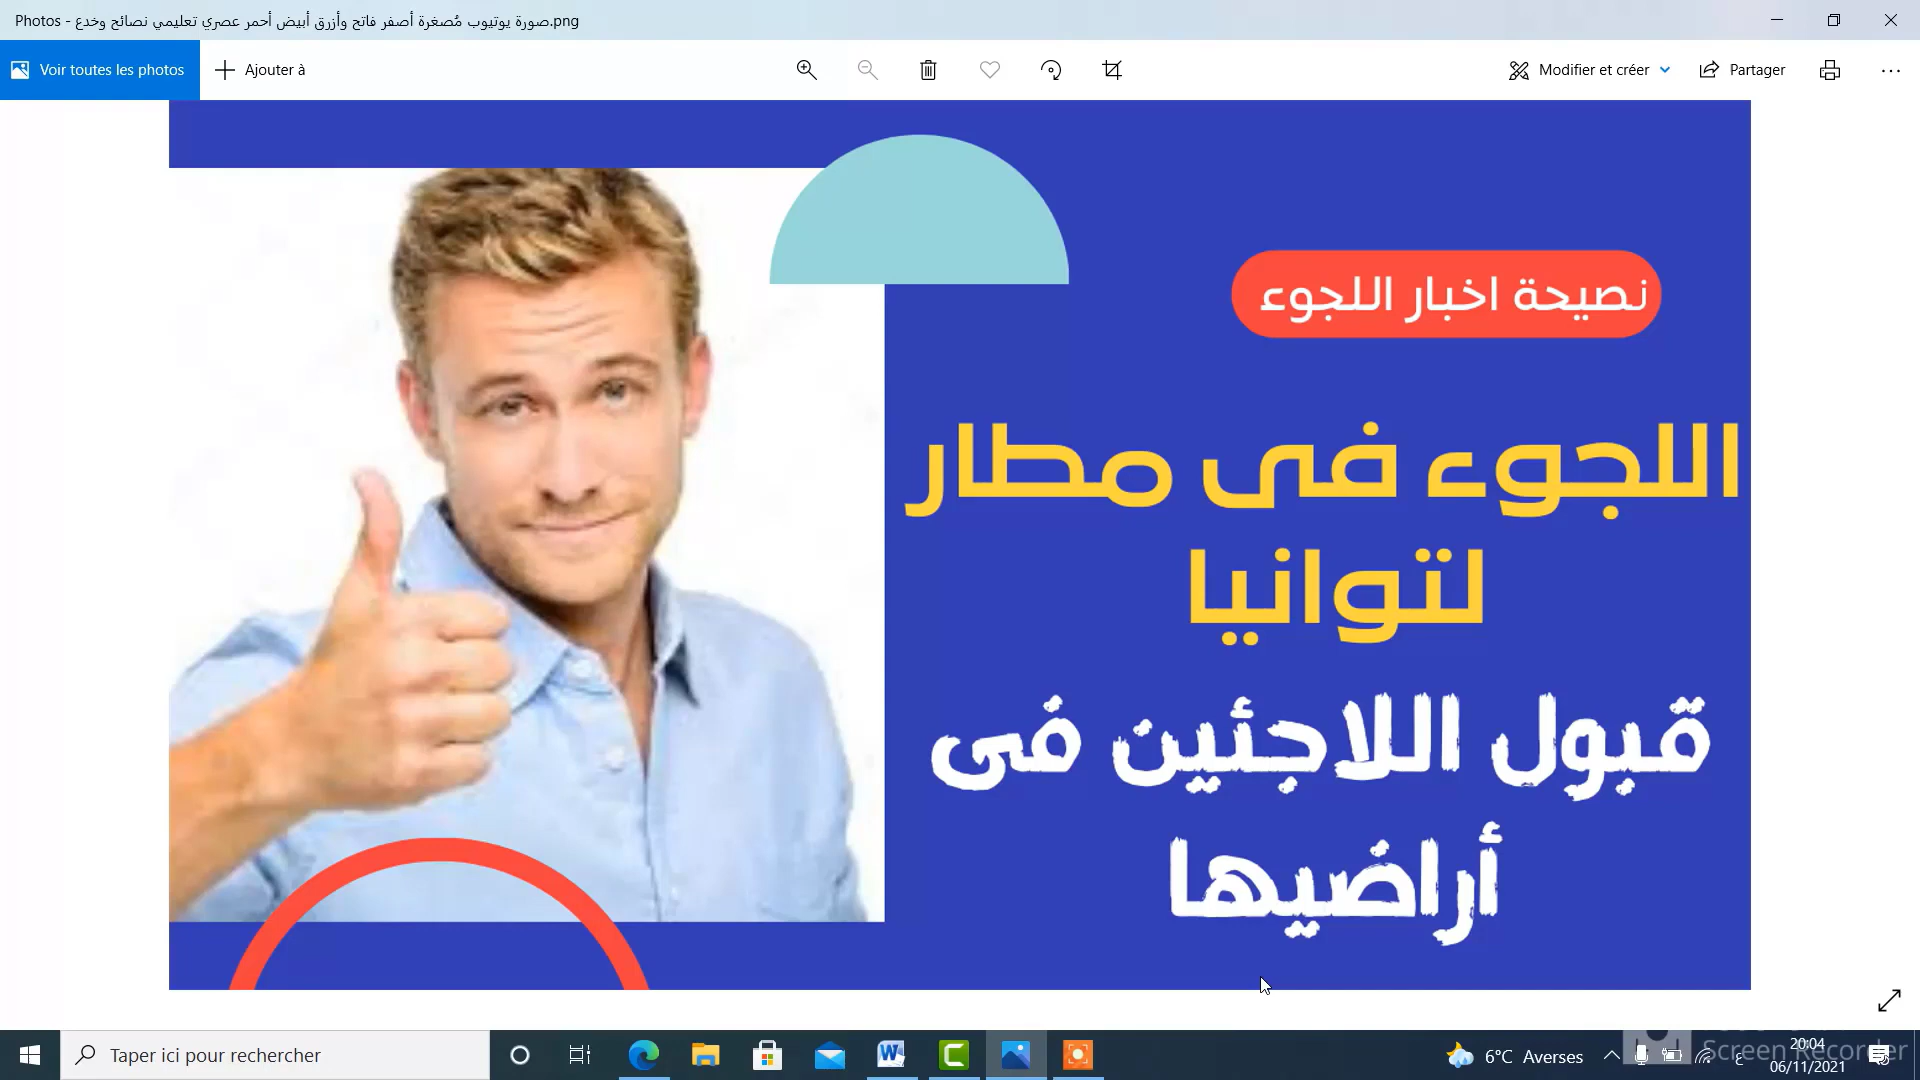 Photos - صورة يوتيوب مُصغرة أصفر فاتح وأزرق أبيض أحمر عصري تعليمي نصائح وخدع.png
Voir toutes les photos
Ajouter à
Modifier et créer
Partager
نصيحة اخبار اللجوء
اللجوء فى مطار
لتوانيا
قبول اللاجئين فى
أراضيها
Taper ici pour rechercher
6°C Averses
ع
20:04
06/11/2021
Screen Recorder